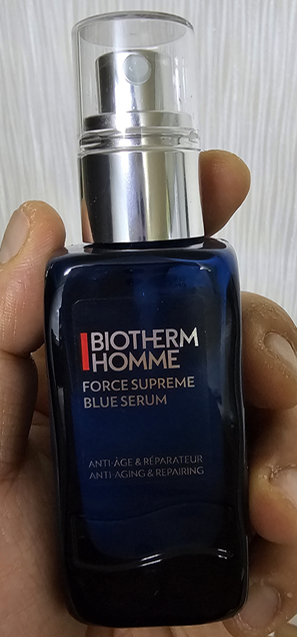 BIOTHERM
HOMME
FORCE SUPREME
BLUE SERUM
ANTI-ÂGE & RÉPARATEUR
ANTI-AGING & REPAIRING